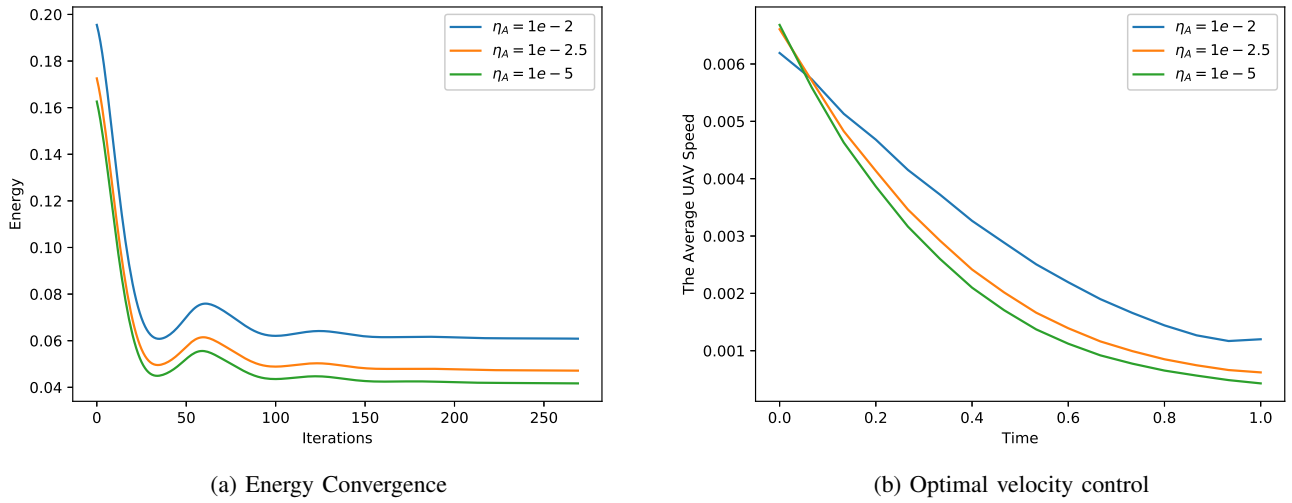 0.20
0.18
0.16
0.14
0.12
0.10
0.08
0.06
0.04
Energy
0
50
100
150
200
250
Iterations
η_A = 1e − 2
η_A = 1e − 2.5
η_A = 1e − 5
(a) Energy Convergence
0.006
0.005
0.004
0.003
0.002
0.001
The Average UAV Speed
0.0
0.2
0.4
0.6
0.8
1.0
Time
η_A = 1e − 2
η_A = 1e − 2.5
η_A = 1e − 5
(b) Optimal velocity control